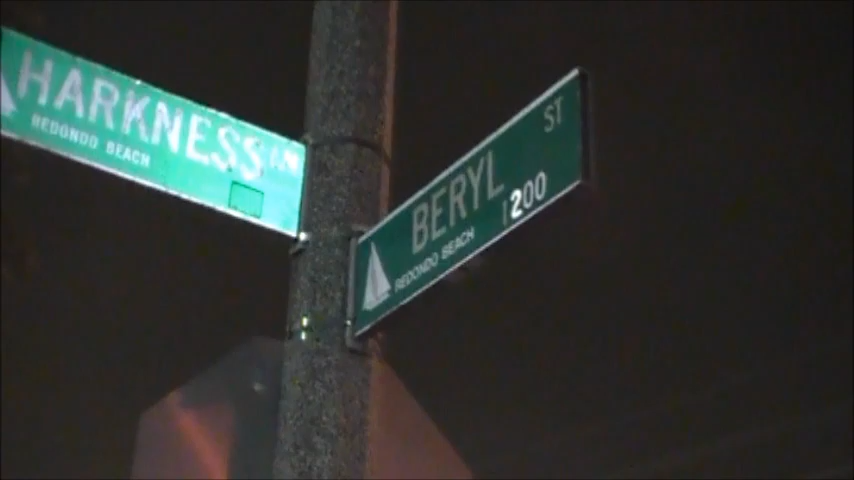 HARKNESS LN
REDONDO BEACH
BERYL ST
REDONDO BEACH 1200